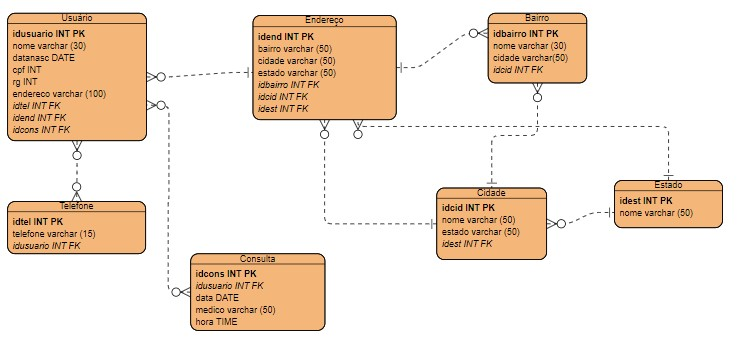 Usuário
idusuario INT PK
nome varchar (30)
datanasc DATE
cpf INT
rg INT
endereco varchar (100)
idtel INT FK
idend INT FK
idcons INT FK
Endereço
idend INT PK
bairro varchar (50)
cidade varchar (50)
estado varchar (50)
idbairro INT FK
idcid INT FK
idest INT FK
Bairro
idbairro INT PK
nome varchar (30)
cidade varchar(50)
idcid INT FK
Telefone
idtel INT PK
telefone varchar (15)
idusuario INT FK
Consulta
idcons INT PK
idusuario INT FK
data DATE
medico varchar (50)
hora TIME
Cidade
idcid INT PK
nome varchar (50)
estado varchar (50)
idest INT FK
Estado
idest INT PK
nome varchar (50)